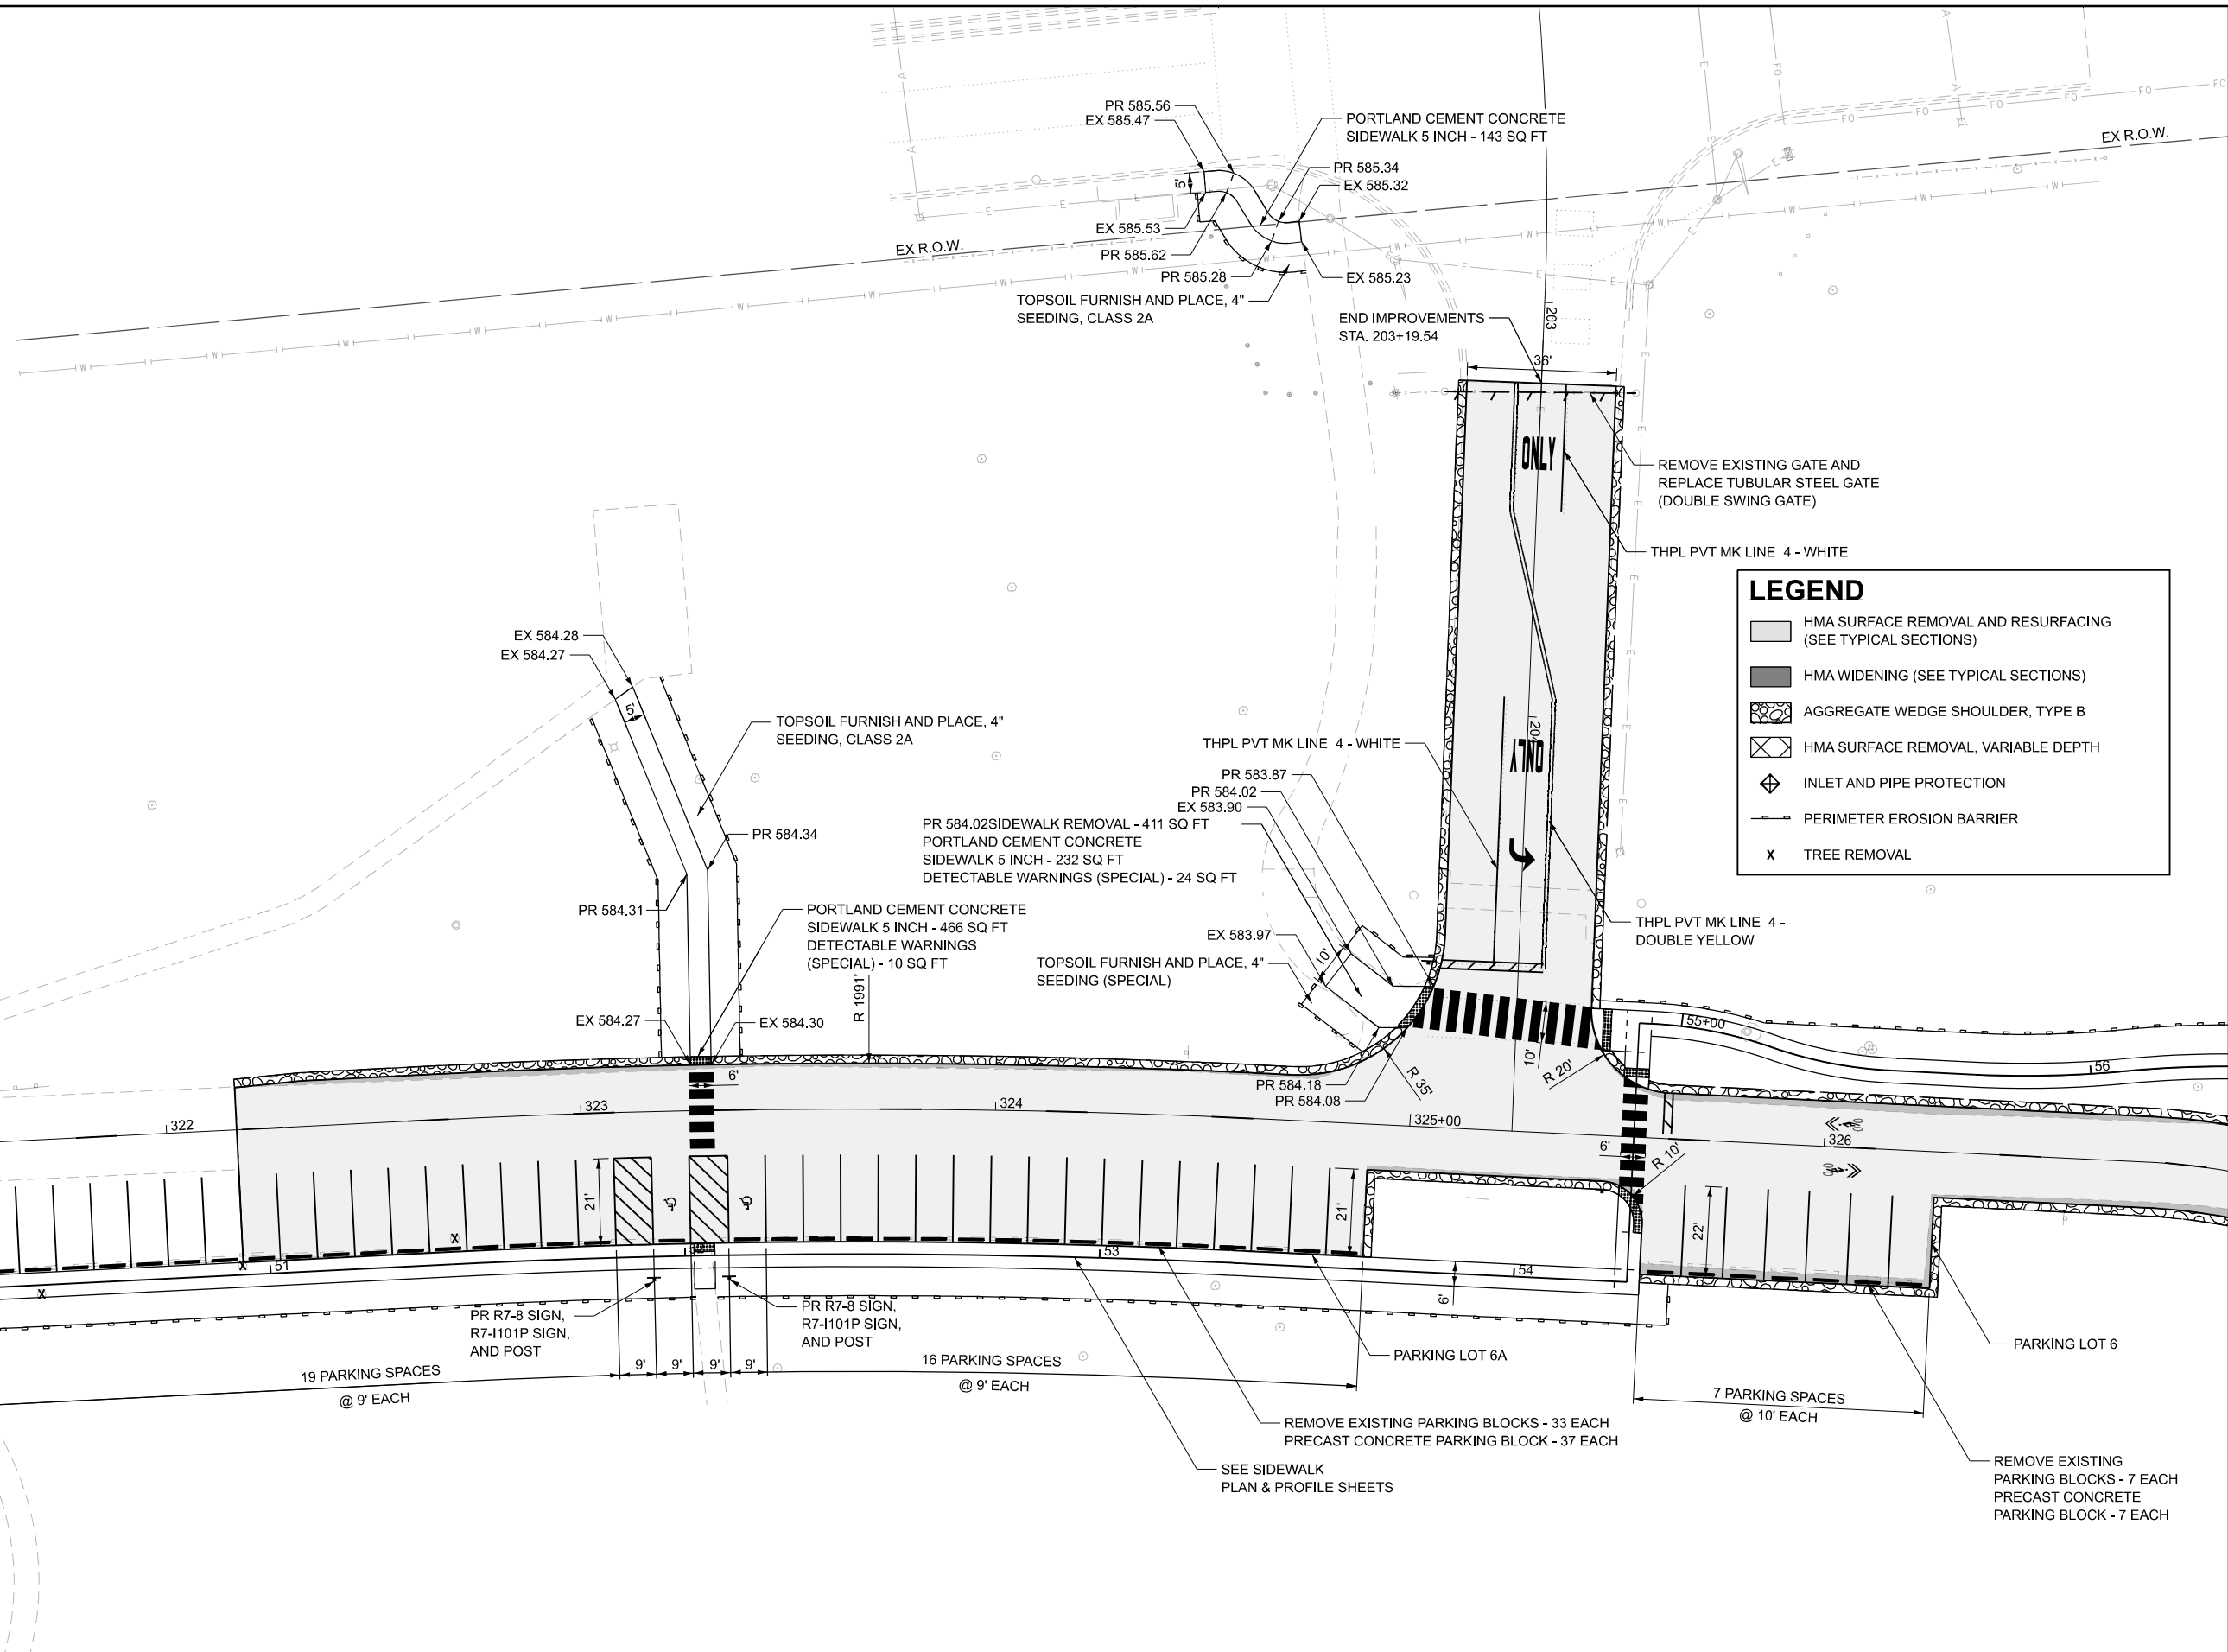 PR 585.56
EX 585.47
PORTLAND CEMENT CONCRETE
SIDEWALK 5 INCH - 143 SQ FT
PR 585.34
EX 585.32
5'
EX 585.53
PR 585.62
PR 585.28
EX 585.23
EX R.O.W.
EX R.O.W.
TOPSOIL FURNISH AND PLACE, 4"
SEEDING, CLASS 2A
END IMPROVEMENTS
STA. 203+19.54
203
36'
ONLY
REMOVE EXISTING GATE AND
REPLACE TUBULAR STEEL GATE
(DOUBLE SWING GATE)
THPL PVT MK LINE 4 - WHITE
LEGEND
HMA SURFACE REMOVAL AND RESURFACING
(SEE TYPICAL SECTIONS)
HMA WIDENING (SEE TYPICAL SECTIONS)
AGGREGATE WEDGE SHOULDER, TYPE B
HMA SURFACE REMOVAL, VARIABLE DEPTH
INLET AND PIPE PROTECTION
PERIMETER EROSION BARRIER
X TREE REMOVAL
EX 584.28
EX 584.27
5'
TOPSOIL FURNISH AND PLACE, 4"
SEEDING, CLASS 2A
PR 584.34
PR 584.31
THPL PVT MK LINE 4 - WHITE
204
ONLY
PR 583.87
PR 584.02
EX 583.90
PR 584.02SIDEWALK REMOVAL - 411 SQ FT
PORTLAND CEMENT CONCRETE
SIDEWALK 5 INCH - 232 SQ FT
DETECTABLE WARNINGS (SPECIAL) - 24 SQ FT
PORTLAND CEMENT CONCRETE
SIDEWALK 5 INCH - 466 SQ FT
DETECTABLE WARNINGS
(SPECIAL) - 10 SQ FT
EX 583.97
10'
TOPSOIL FURNISH AND PLACE, 4"
SEEDING (SPECIAL)
THPL PVT MK LINE 4 -
DOUBLE YELLOW
R 1991'
EX 584.27
EX 584.30
6'
PR 584.18
PR 584.08
R 35'
10'
R 20'
55+00
56
322
323
324
325+00
326
6'
R 10'
21'
21'
22'
51
53
54
6'
X
X
X
PR R7-8 SIGN,
R7-I101P SIGN,
AND POST
PR R7-8 SIGN,
R7-I101P SIGN,
AND POST
19 PARKING SPACES
@ 9' EACH
9'
9'
9'
9'
16 PARKING SPACES
@ 9' EACH
PARKING LOT 6A
PARKING LOT 6
7 PARKING SPACES
@ 10' EACH
REMOVE EXISTING PARKING BLOCKS - 33 EACH
PRECAST CONCRETE PARKING BLOCK - 37 EACH
SEE SIDEWALK
PLAN & PROFILE SHEETS
REMOVE EXISTING
PARKING BLOCKS - 7 EACH
PRECAST CONCRETE
PARKING BLOCK - 7 EACH